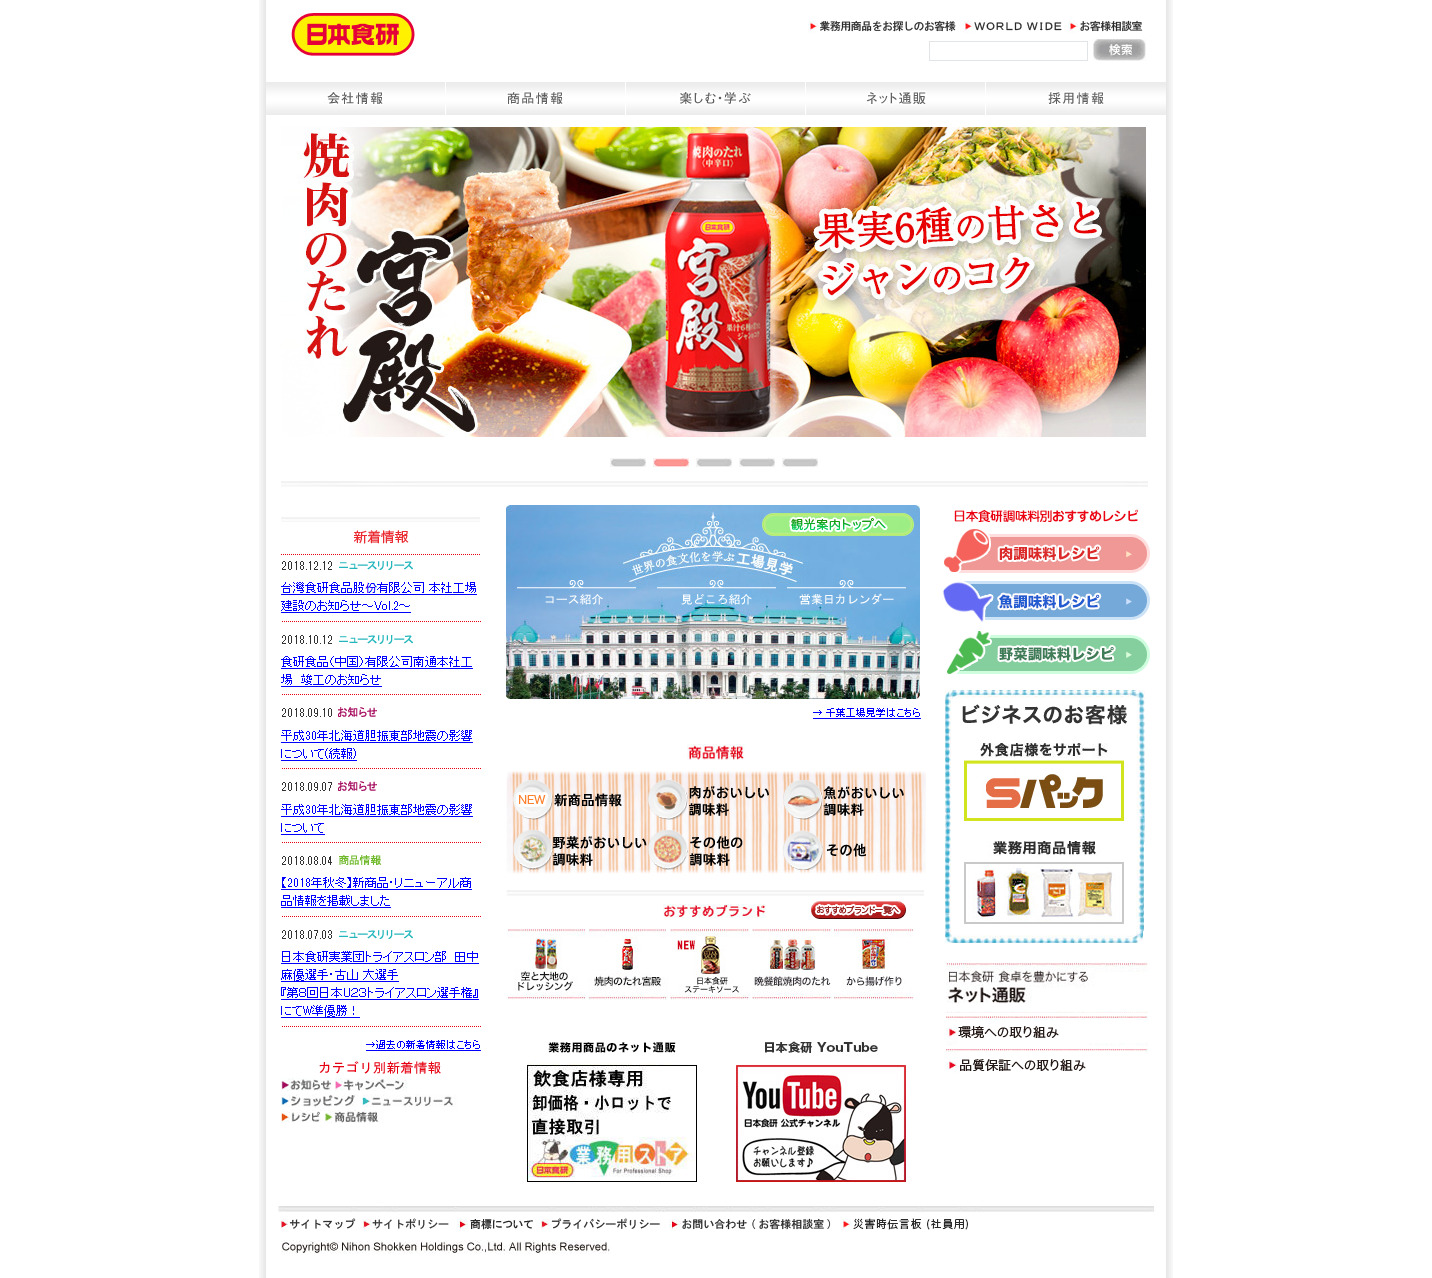 日本食研
業務用商品をお探しのお客様 WORLD WIDE お客様相談室
検索
会社情報 商品情報 楽しむ・学ぶ ネット通販 採用情報
焼肉のたれ
宮殿
焼肉のたれ
(中辛口)
日本食研
宮殿
果実6種の甘さと
ジャンのコク
新着情報
2018.12.12 ニュースリリース
台灣食研食品股份有限公司 本社工場
建設のお知らせ～Vol.2～
2018.10.12 ニュースリリース
食研食品（中国）有限公司南通本社工
場　竣工のお知らせ
2018.09.10 お知らせ
平成30年北海道胆振東部地震の影響
について(続報)
2018.09.07 お知らせ
平成30年北海道胆振東部地震の影響
について
2018.08.04 商品情報
【2018年秋冬】新商品・リニューアル商
品情報を掲載しました
2018.07.03 ニュースリリース
日本食研実業団トライアスロン部　田中
麻優選手・古山 大選手
『第8回日本U23トライアスロン選手権』
にてW準優勝！
→過去の新着情報はこちら
カテゴリ別新着情報
お知らせ キャンペーン
ショッピング ニュースリリース
レシピ 商品情報
観光案内トップへ
世界の食文化を学ぶ工場見学
コース紹介 見どころ紹介 営業日カレンダー
→ 千葉工場見学はこちら
商品情報
NEW 新商品情報
肉がおいしい
調味料
魚がおいしい
調味料
野菜がおいしい
調味料
その他の
調味料
その他
おすすめブランド おすすめブランド一覧へ
空と大地の
ドレッシング
焼肉のたれ宮殿
NEW
日本食研
ステーキソース
晩餐館焼肉のたれ
から揚げ作り
業務用商品のネット通販
飲食店様専用
卸価格・小ロットで
直接取引
日本食研
業務用ストア
For Professional Shop
日本食研 YouTube
YouTube
日本食研 公式チャンネル
チャンネル登録
お願いします♪
日本食研調味料別おすすめレシピ
肉調味料レシピ
魚調味料レシピ
野菜調味料レシピ
ビジネスのお客様
外食店様をサポート
Sパック
業務用商品情報
日本食研 食卓を豊かにする
ネット通販
環境への取り組み
品質保証への取り組み
サイトマップ サイトポリシー 商標について プライバシーポリシー お問い合わせ（お客様相談室） 災害時伝言板 (社員用)
Copyright© Nihon Shokken Holdings Co.,Ltd. All Rights Reserved.